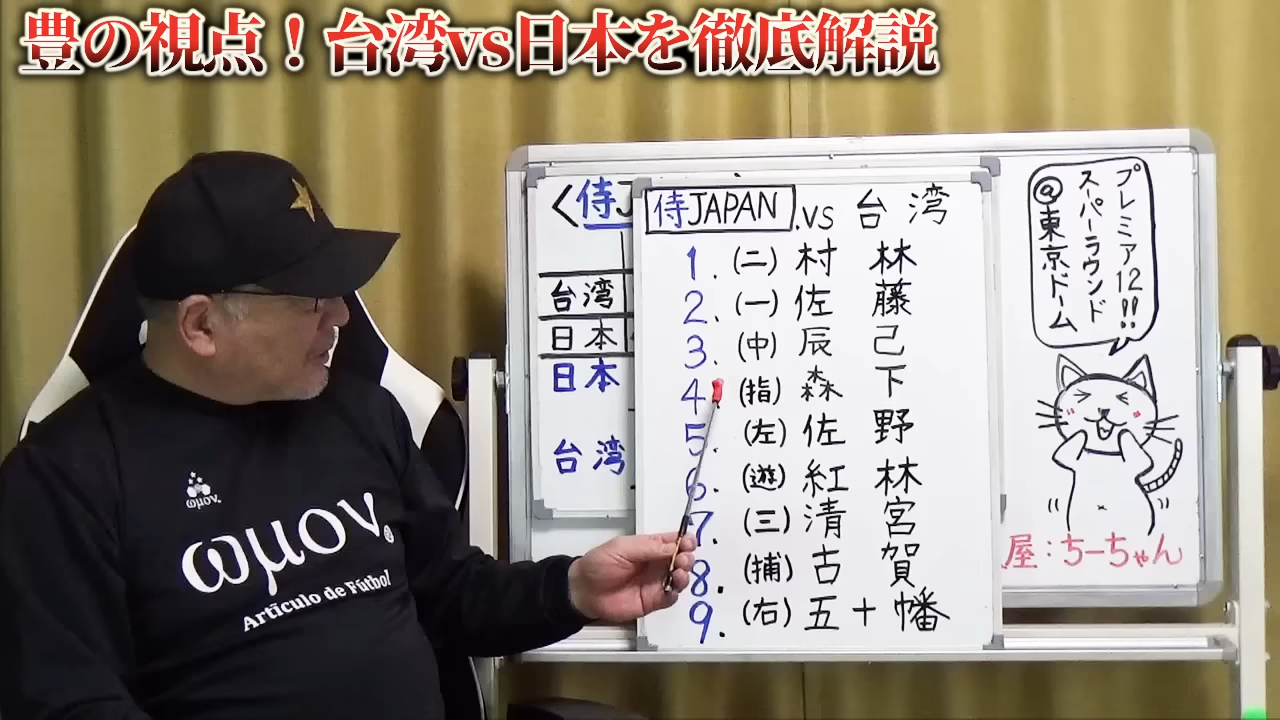 豊の視点！台湾vs日本を徹底解説
<侍J
台湾
日本
日本
台湾
侍JAPAN.vs 台湾
1.(二)村林
2.(一)佐藤
3.(中)辰己
4.(指)森下
5.(左)佐野
6.(遊)紅林
7.(三)清宮
8.(捕)古賀
9.(右)五十幡
プレミア12!!
スーパーラウンド
@東京ドーム
屋:ちーちゃん
ωμον.
ωμον®
Artículo de Fútbol